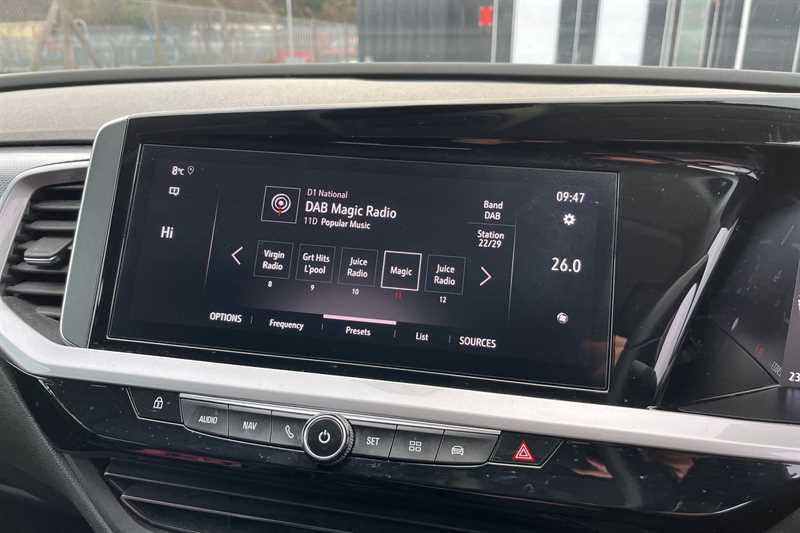 8°C
D1 National
DAB Magic Radio
11D Popular Music
Band
DAB
Station
22/29
09:47
Hi
26.0
Virgin
Radio
8
Grt Hits
L'pool
9
Juice
Radio
10
Magic
11
Juice
Radio
12
OPTIONS
Frequency
Presets
List
SOURCES
AUDIO
NAV
SET
23